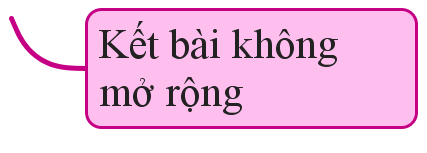 Kết bài không
mở rộng